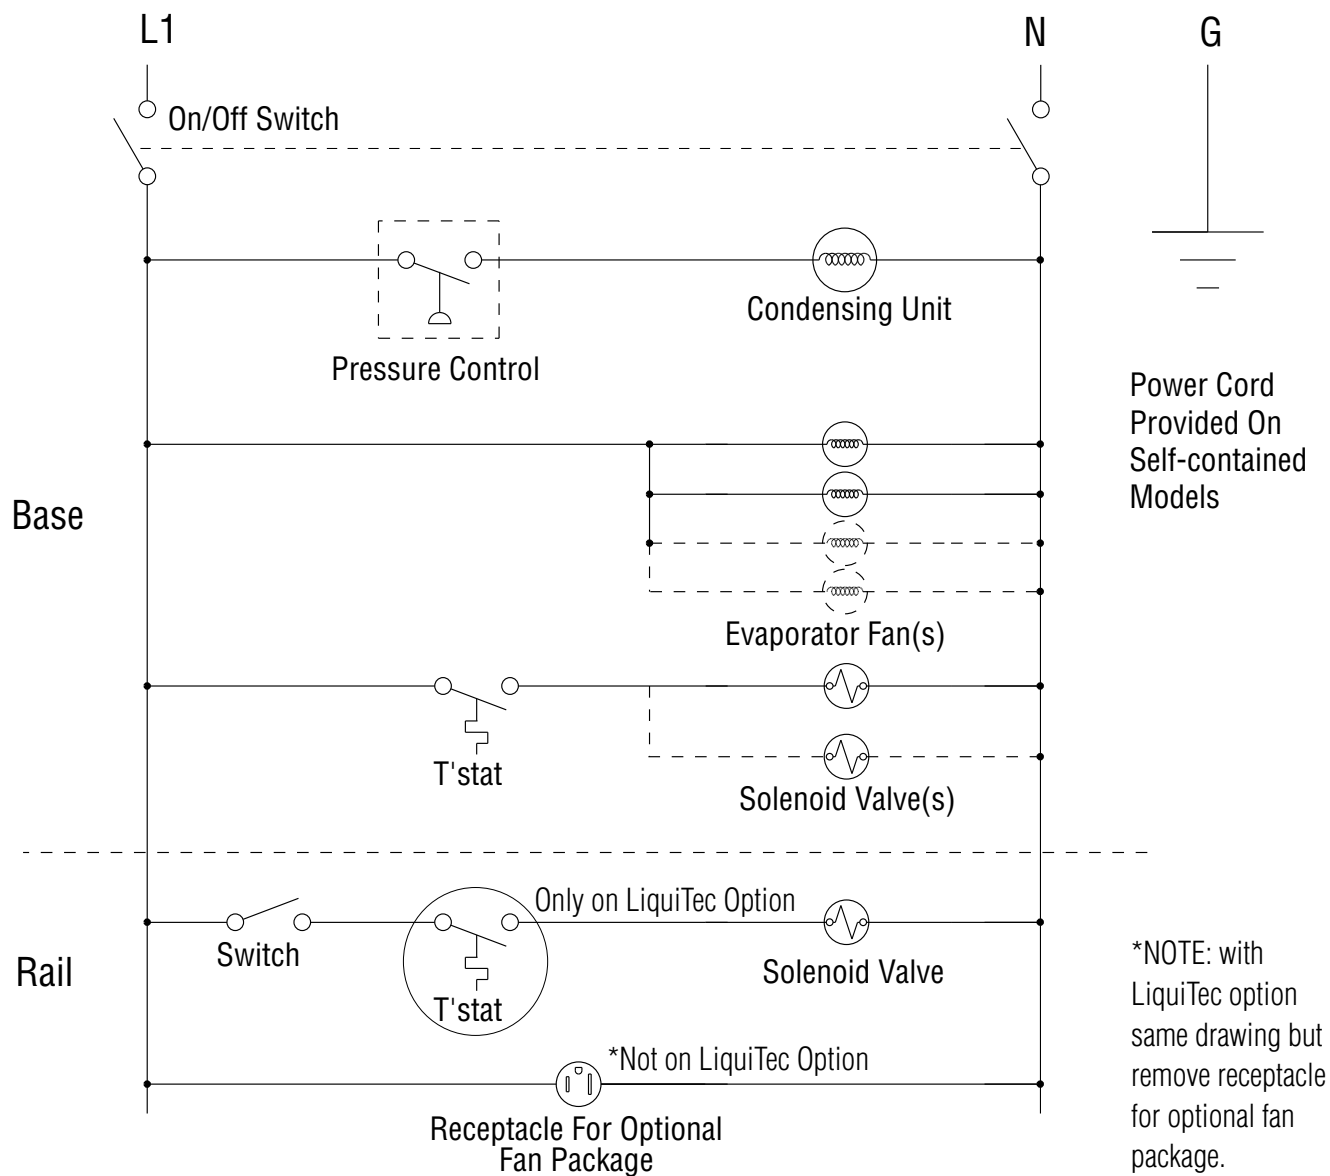 L1
N
G
On/Off Switch
Condensing Unit
Pressure Control
Power Cord
Provided On
Self-contained
Models
Base
Evaporator Fan(s)
T'stat
Solenoid Valve(s)
Only on LiquiTec Option
Switch
Solenoid Valve
Rail
T'stat
*NOTE: with
LiquiTec option
same drawing but
remove receptacle
for optional fan
package.
*Not on LiquiTec Option
Receptacle For Optional
Fan Package